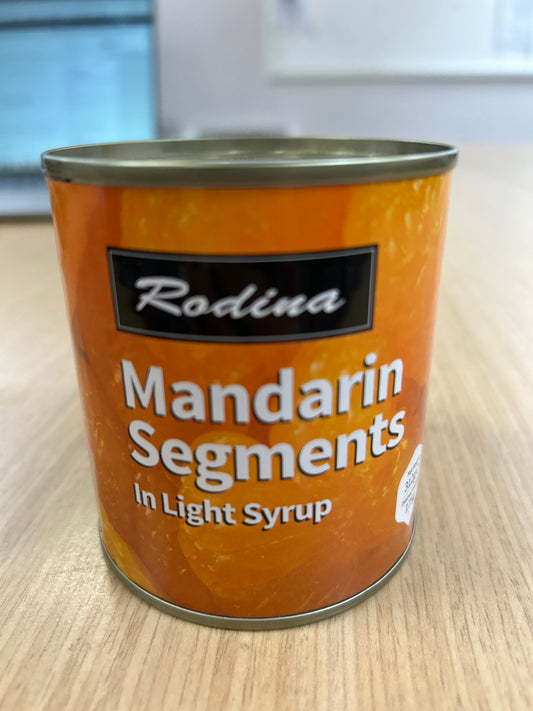 Rodina
Mandarin
Segments
In Light Syrup